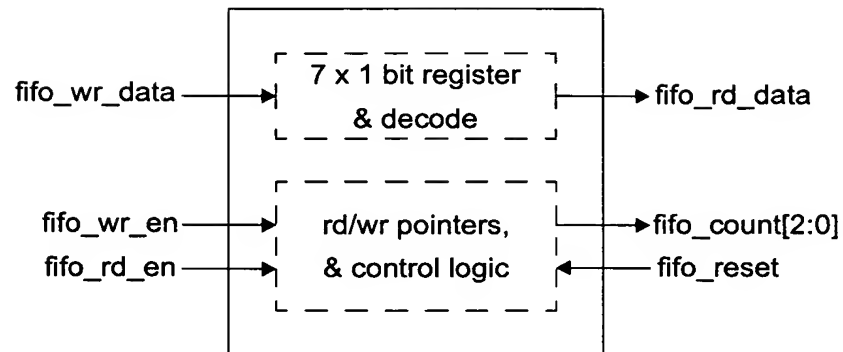 fifo_wr_data
7 x 1 bit register
& decode
fifo_rd_data
fifo_wr_en
fifo_rd_en
rd/wr pointers,
& control logic
fifo_count[2:0]
fifo_reset